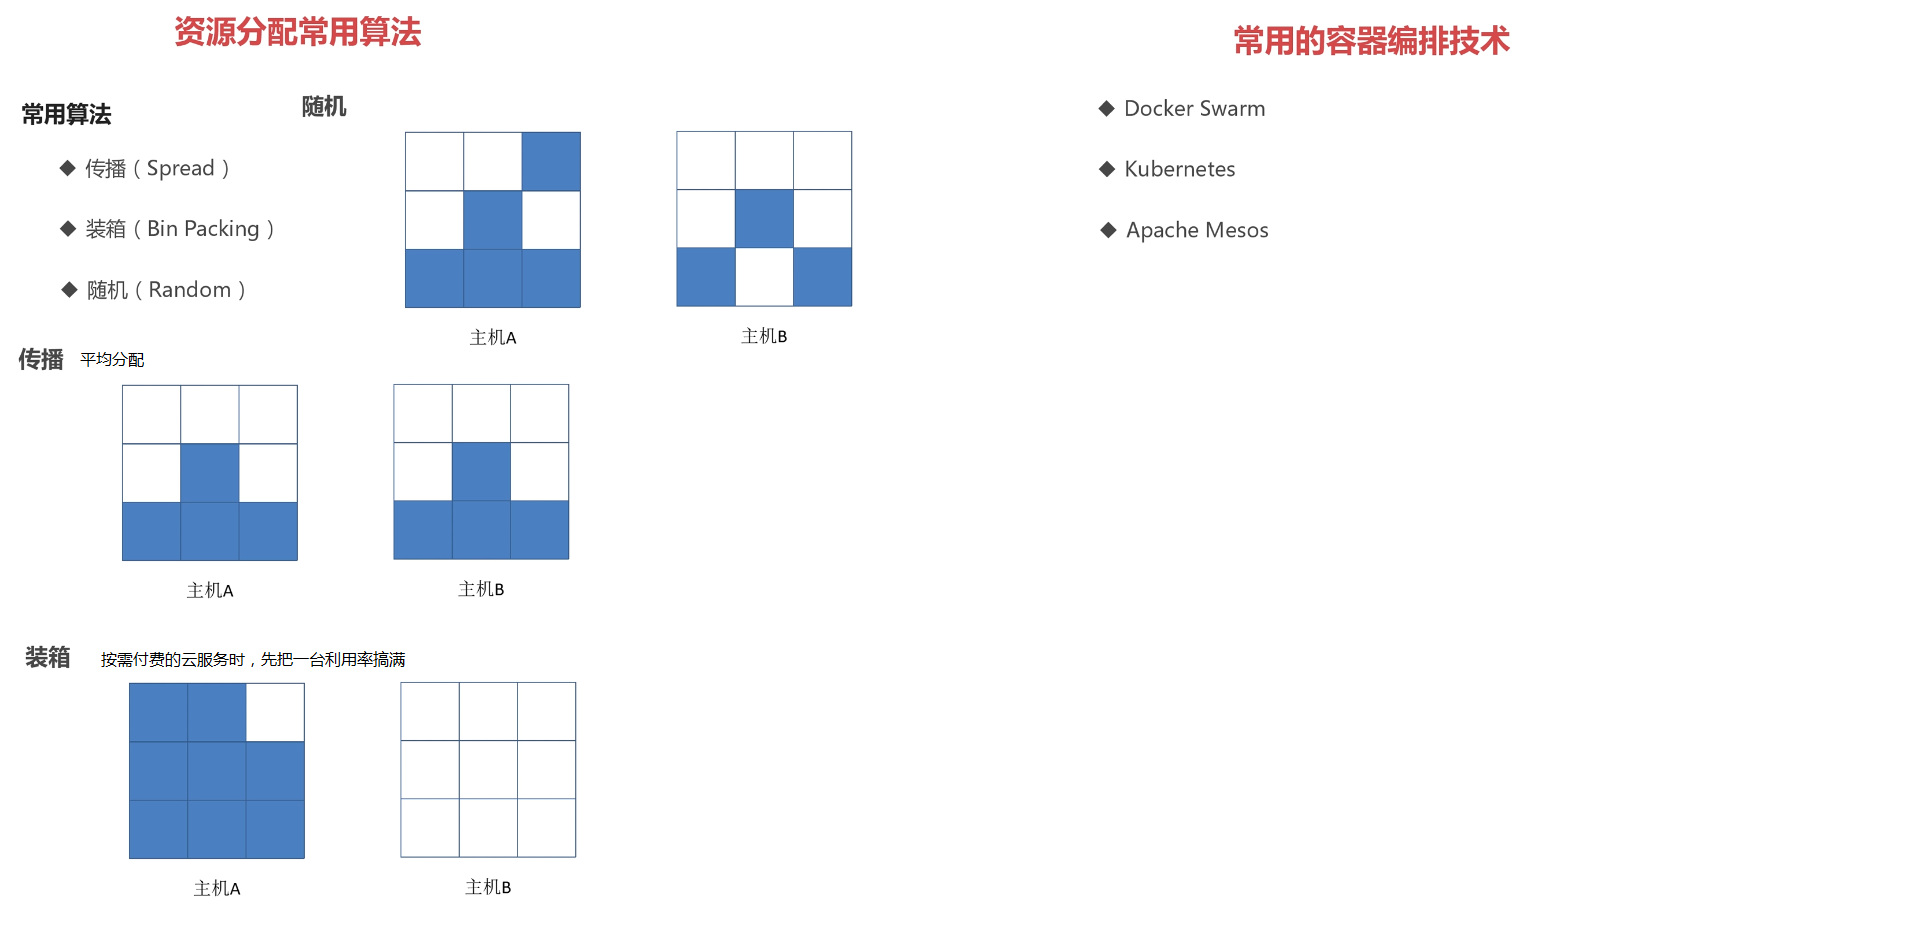 资源分配常用算法
常用算法
◆ 传播（Spread）
◆ 装箱（Bin Packing）
◆ 随机（Random）
随机
主机A
主机B
传播 平均分配
主机A
主机B
装箱 按需付费的云服务时，先把一台利用率搞满
主机A
主机B
常用的容器编排技术
◆ Docker Swarm
◆ Kubernetes
◆ Apache Mesos